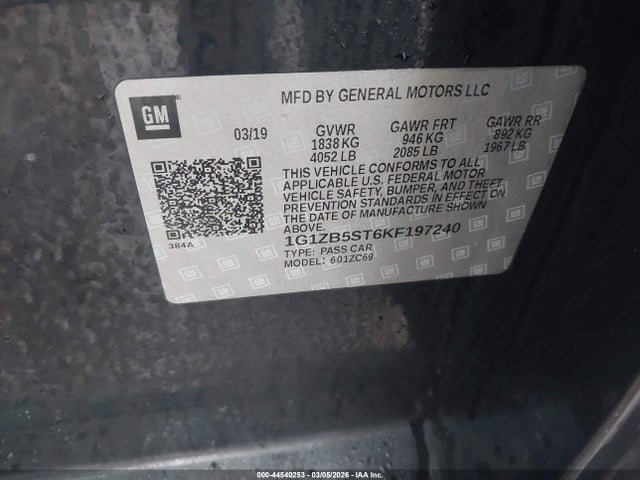 MFD BY GENERAL MOTORS LLC
GM
03/19 GVWR GAWR FRT GAWR RR
1838 KG 946 KG 892 KG
4052 LB 2085 LB 1967 LB
THIS VEHICLE CONFORMS TO ALL
APPLICABLE U.S. FEDERAL MOTOR
VEHICLE SAFETY, BUMPER, AND THEFT
PREVENTION STANDARDS IN EFFECT ON
DATE OF MANUFACTURE SHOWN
ABOVE.
384A
1G1ZB5ST6KF197240
TYPE: PASS CAR
MODEL: 601ZC69
000-44540253 - 03/05/2026 - IAA Inc.